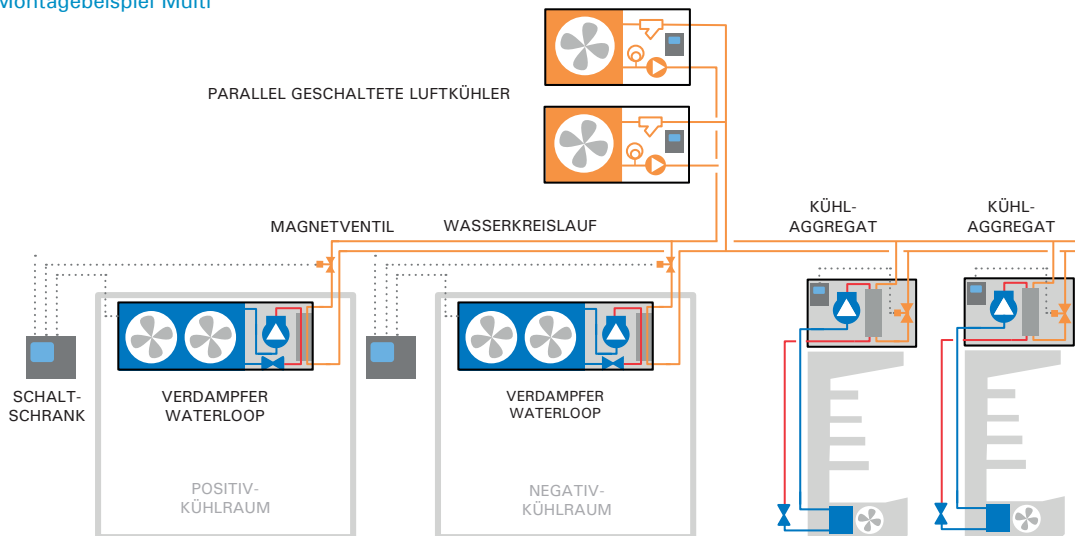 Montagebeispiel Multi
PARALLEL GESCHALTETE LUFTKÜHLER
MAGNETVENTIL
WASSERKREISLAUF
KÜHL-
AGGREGAT
KÜHL-
AGGREGAT
SCHALT-
SCHRANK
VERDAMPFER
WATERLOOP
VERDAMPFER
WATERLOOP
POSITIV-
KÜHLRAUM
NEGATIV-
KÜHLRAUM